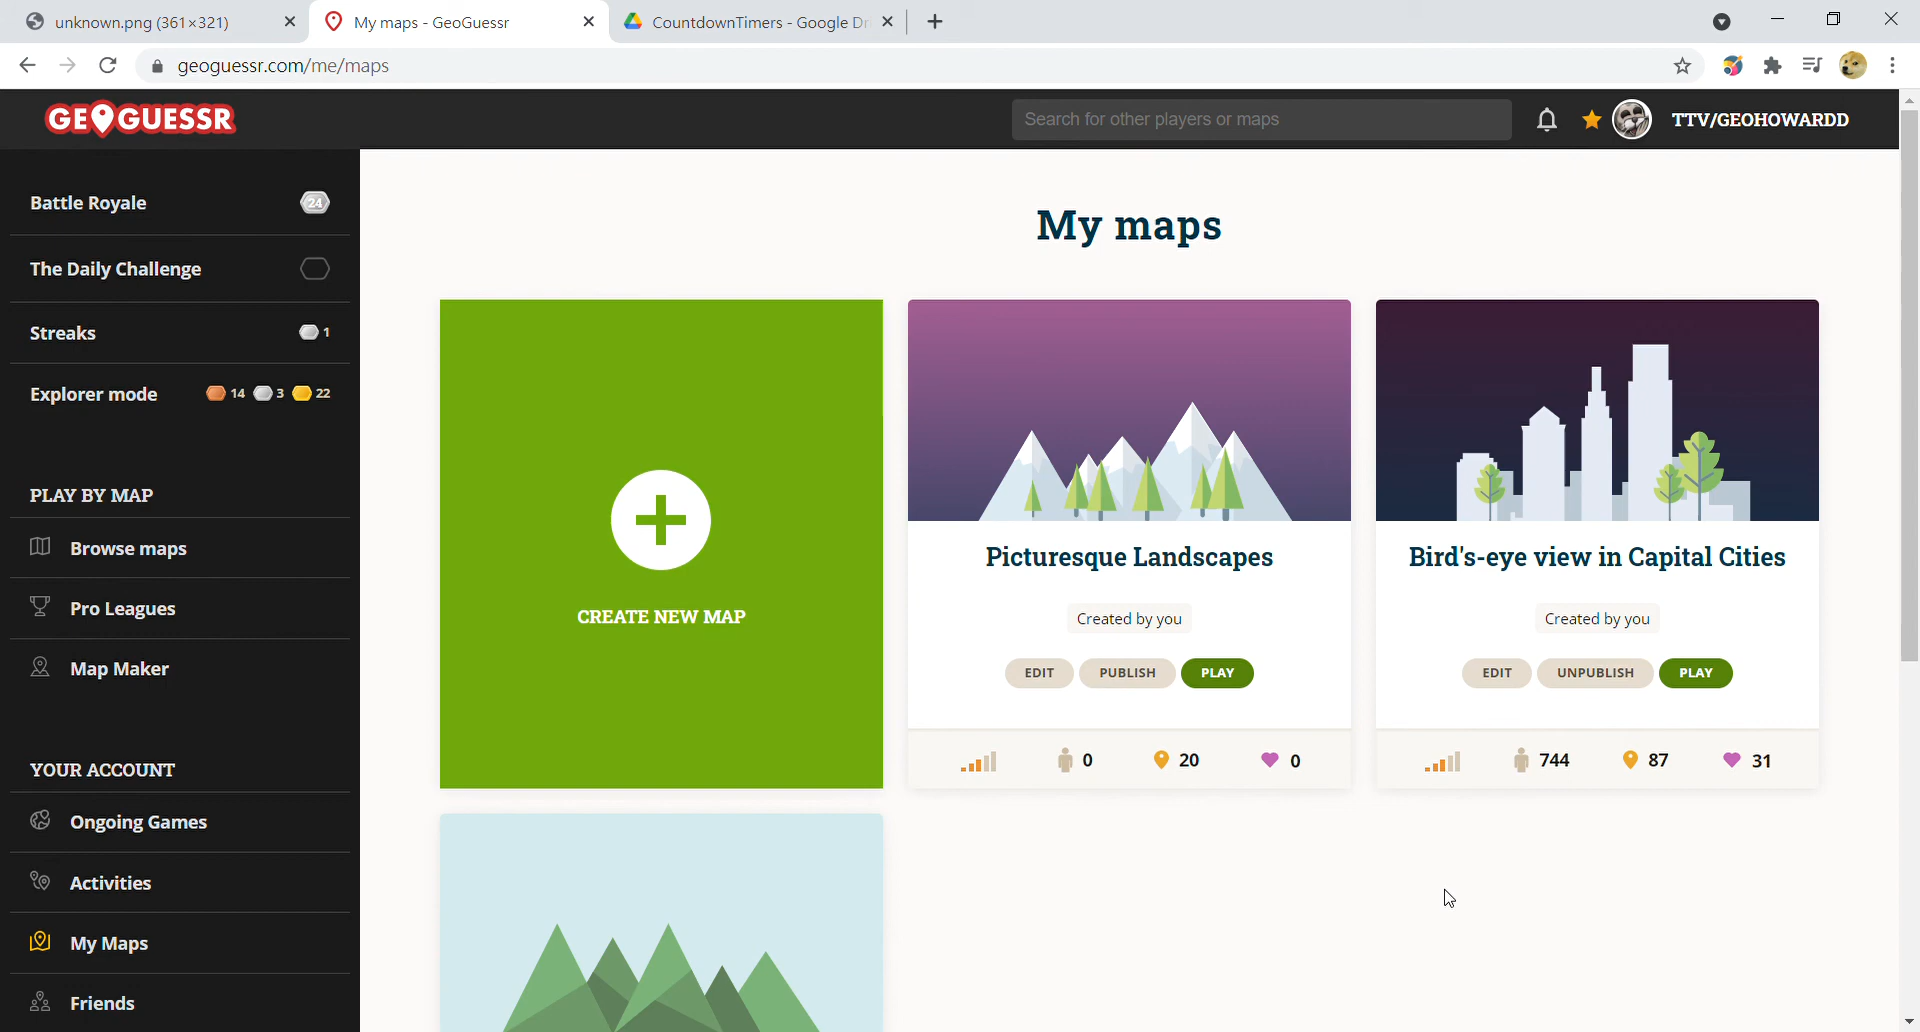 unknown.png (361×321)
My maps - GeoGuessr
CountdownTimers - Google Dr
geoguessr.com/me/maps
GEOGUESSR
Search for other players or maps
TTV/GEOHOWARDD
Battle Royale 24
The Daily Challenge
Streaks 1
Explorer mode 14 3 22
PLAY BY MAP
Browse maps
Pro Leagues
Map Maker
YOUR ACCOUNT
Ongoing Games
Activities
My Maps
Friends
My maps
CREATE NEW MAP
Picturesque Landscapes
Created by you
EDIT PUBLISH PLAY
0 20 0
Bird's-eye view in Capital Cities
Created by you
EDIT UNPUBLISH PLAY
744 87 31